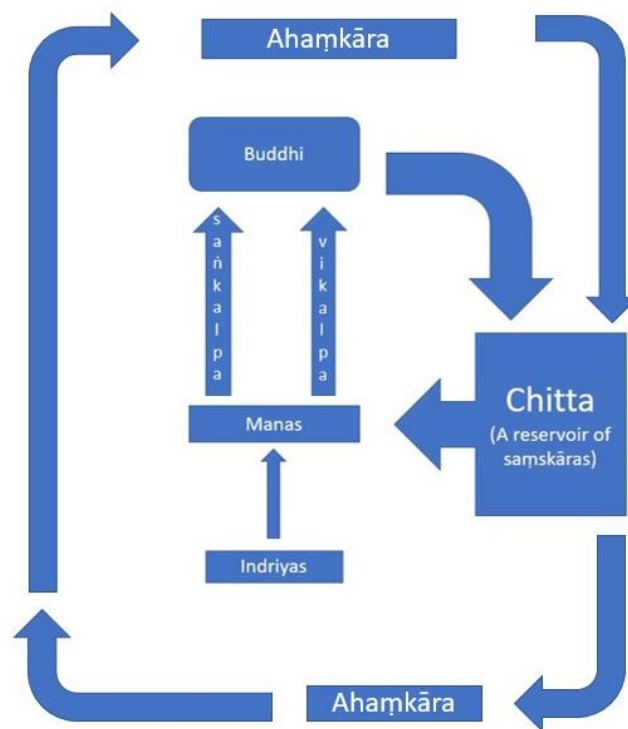 Ahaṃkāra
Buddhi
saṅkalpa
vikalpa
Chitta
(A reservoir of
saṃskāras)
Manas
Indriyas
Ahaṃkāra